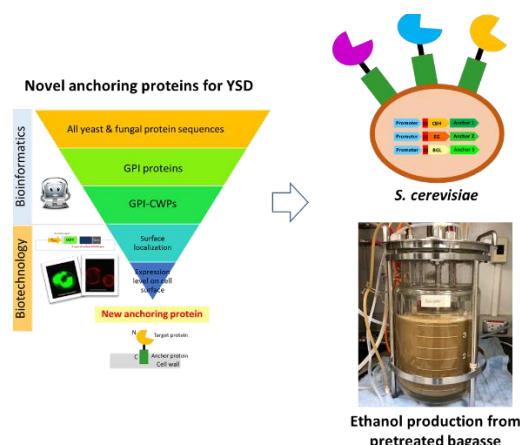 Novel anchoring proteins for YSD
Bioinformatics
All yeast & fungal protein sequences
GPI proteins
GPI-CWPs
Biotechnology
Surface
localization
Expression
level on cell
surface
New anchoring protein
N
Target protein
C
Anchor protein
Cell wall
Promoter CBH Anchor 1
Promoter EG Anchor 2
Promoter BGL Anchor 3
S. cerevisiae
Ethanol production from
pretreated bagasse